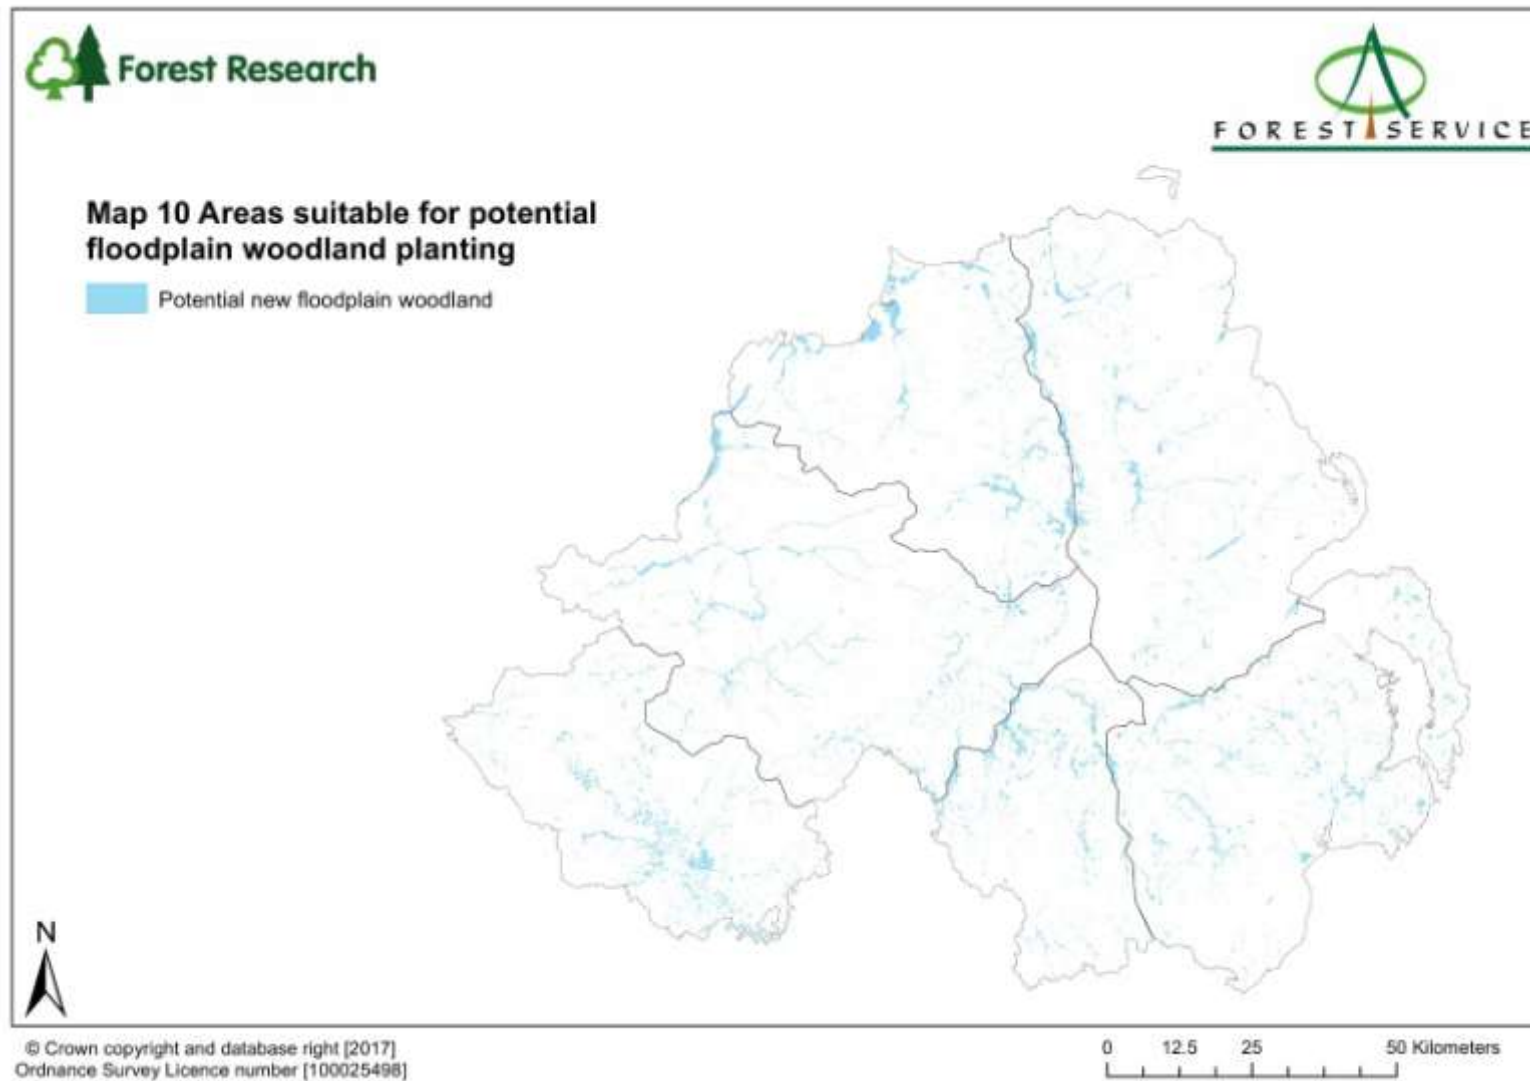 Forest Research
FOREST SERVICE
Map 10 Areas suitable for potential
floodplain woodland planting
Potential new floodplain woodland
N
© Crown copyright and database right [2017]
Ordnance Survey Licence number [100025498]
0 12.5 25 50 Kilometers